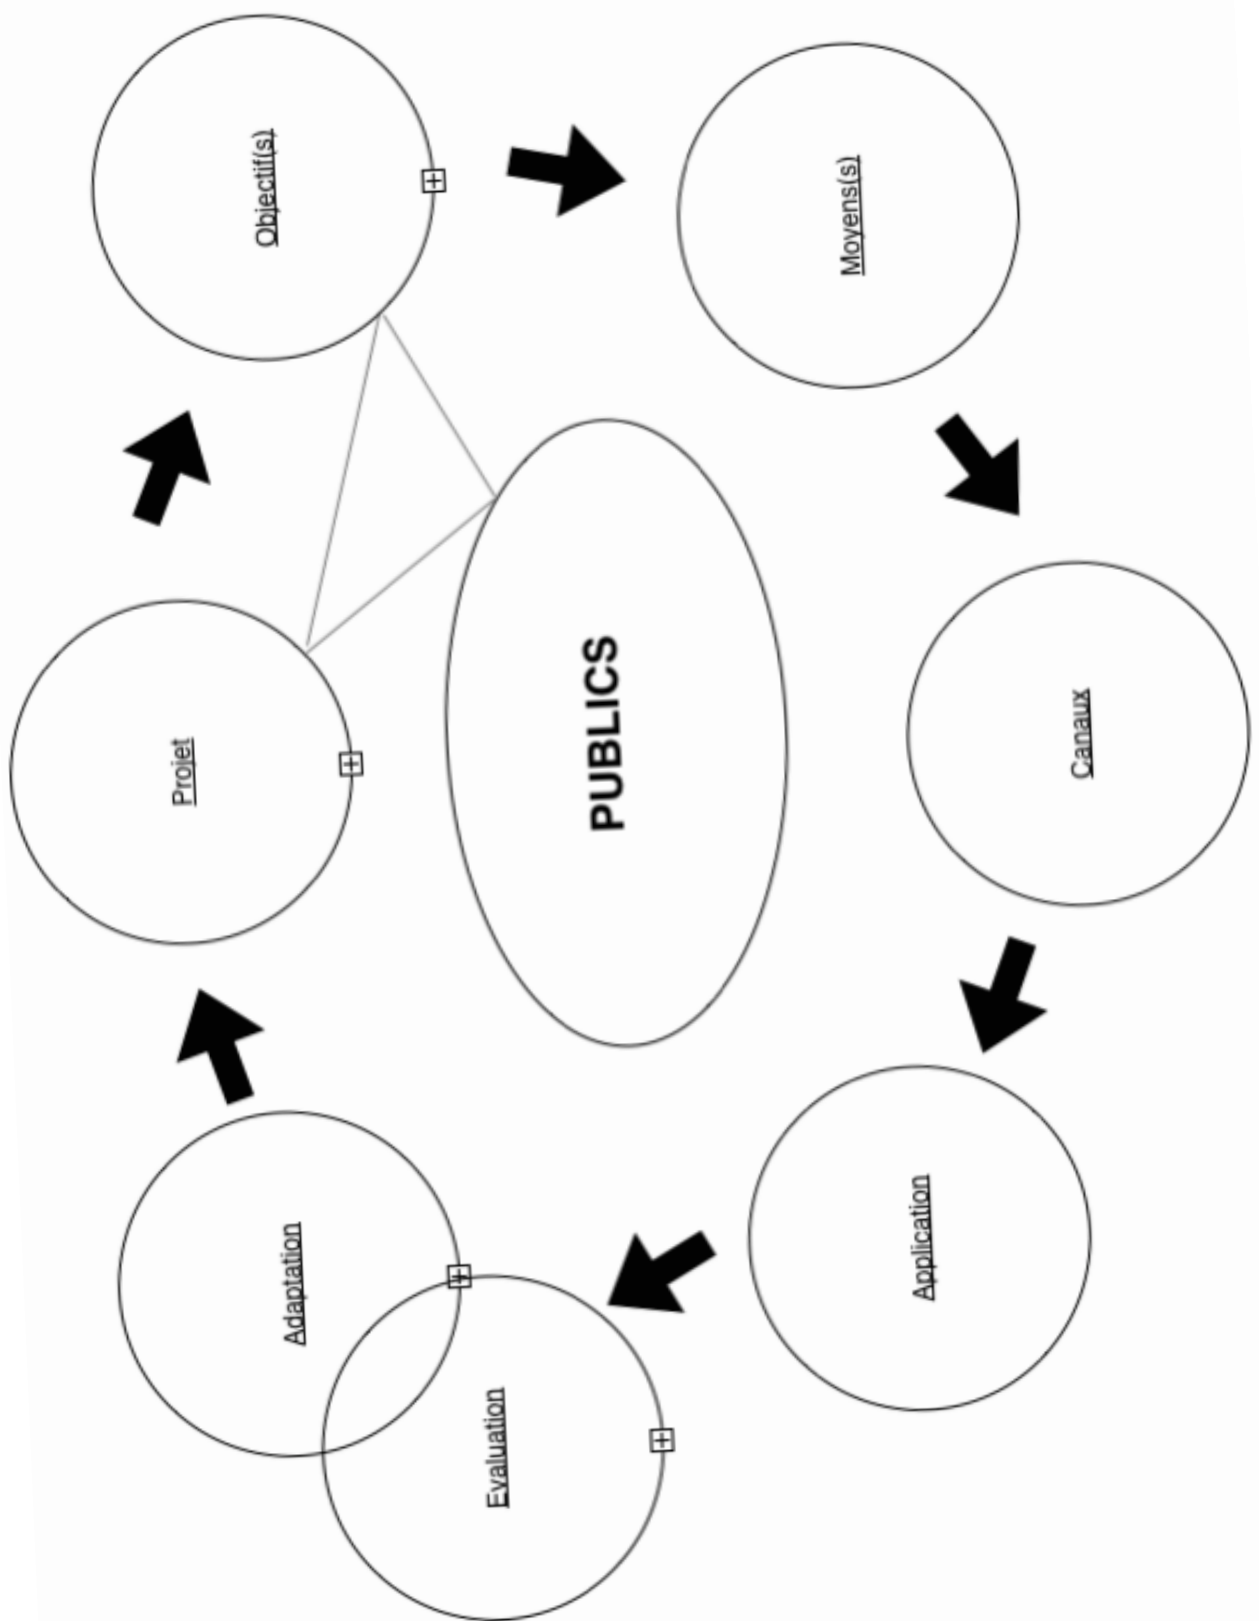 Projet
Objectif(s)
Moyens(s)
Canaux
Application
Evaluation
Adaptation
PUBLICS